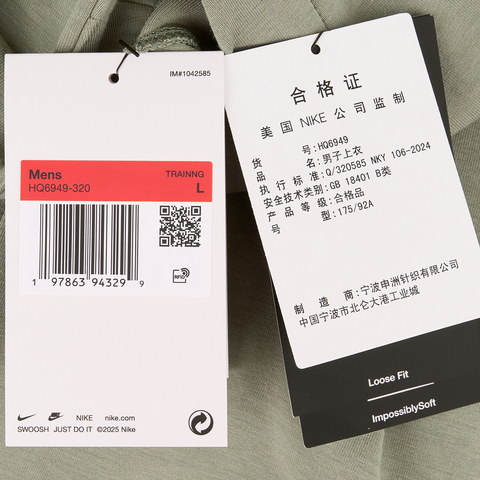 IM#1042585
Mens
TRAINNG
HQ6949-320
L
1 97863 94329 9
RFID
NIKE nike.com
SWOOSH JUST DO IT ©2025 Nike
合格证
美国 NIKE 公司监制
号:HQ6949
货
品 名:男子上衣
执行标准:Q/320585 NKY 106-2024
安全技术类别:GB 18401 B类
产品等级:合格品
号 型:175/92A
制造商:宁波申洲针织有限公司
中国宁波市北仑大港工业城
Loose Fit
ImpossiblySoft